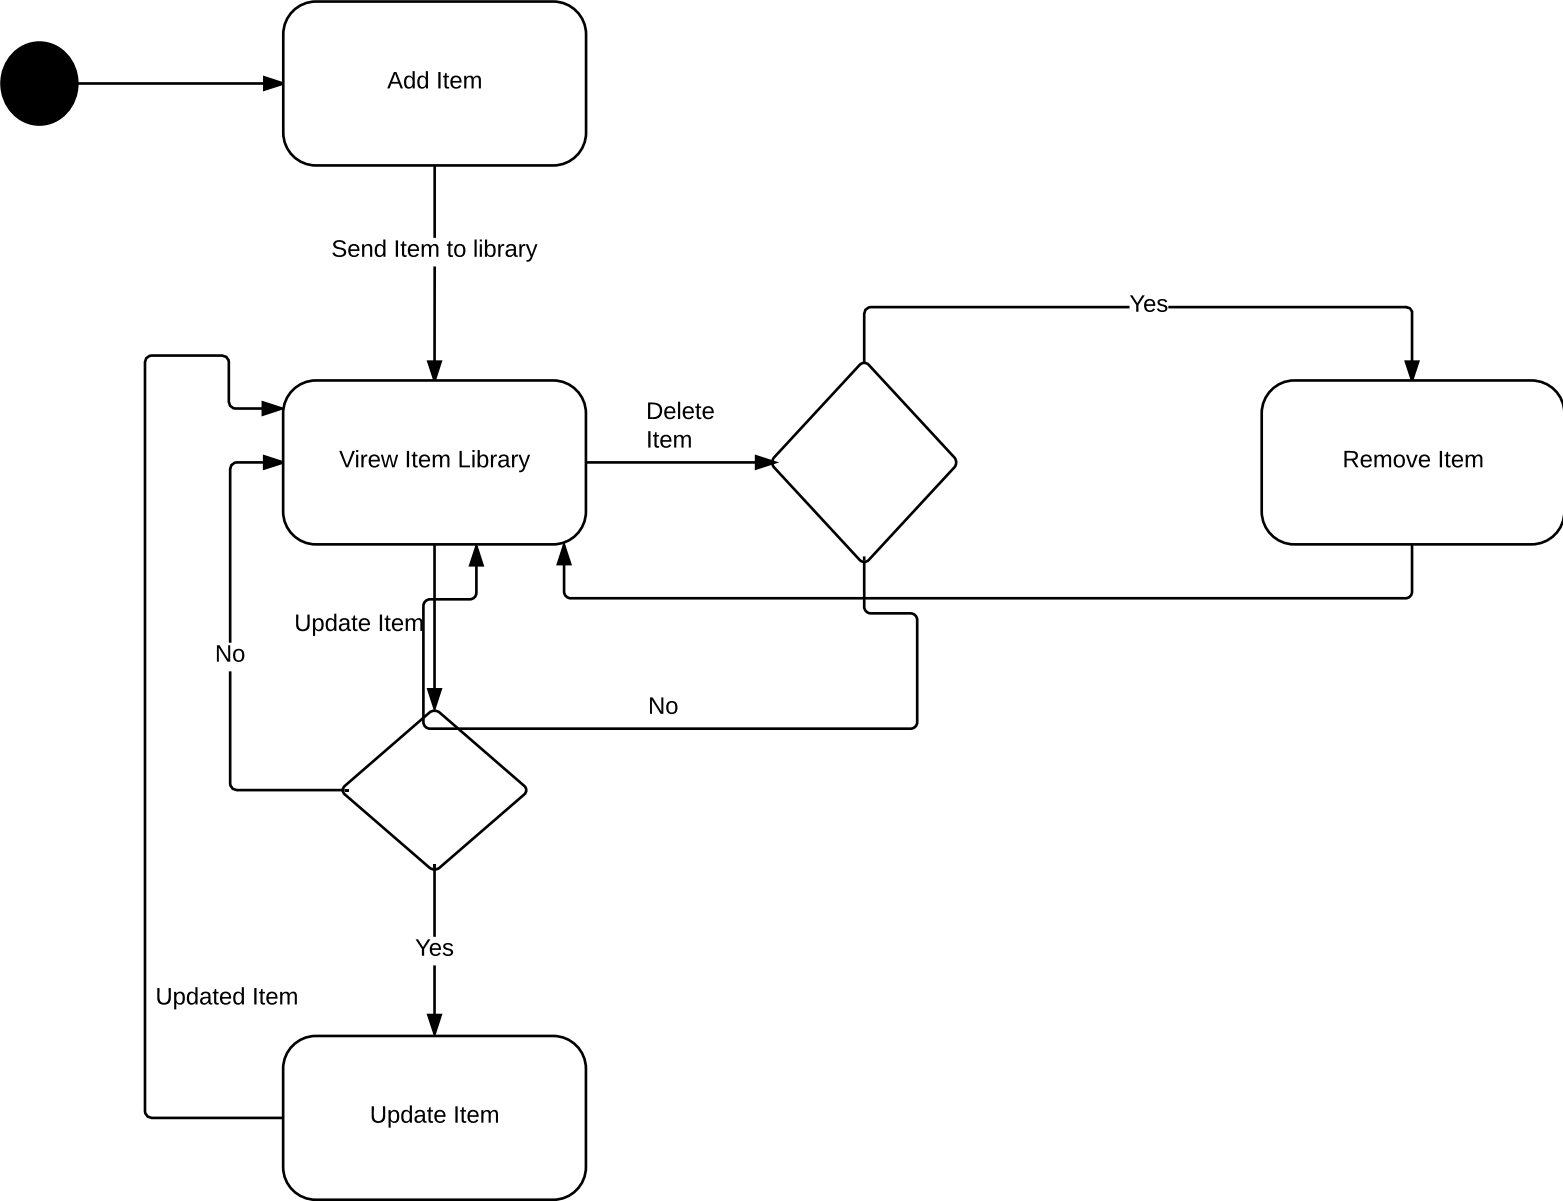 Add Item
Send Item to library
Yes
Delete
Item
Virew Item Library
Remove Item
Update Item
No
No
Yes
Updated Item
Update Item